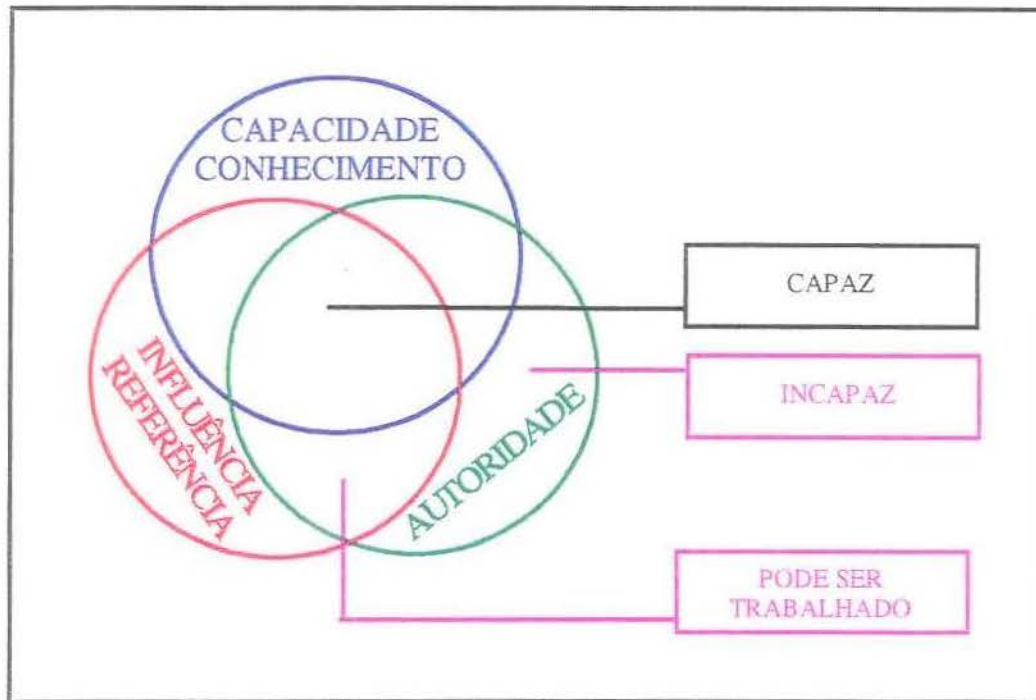 CAPACIDADE
CONHECIMENTO
INFLUÊNCIA
REFERÊNCIA
AUTORIDADE
CAPAZ
INCAPAZ
PODE SER
TRABALHADO